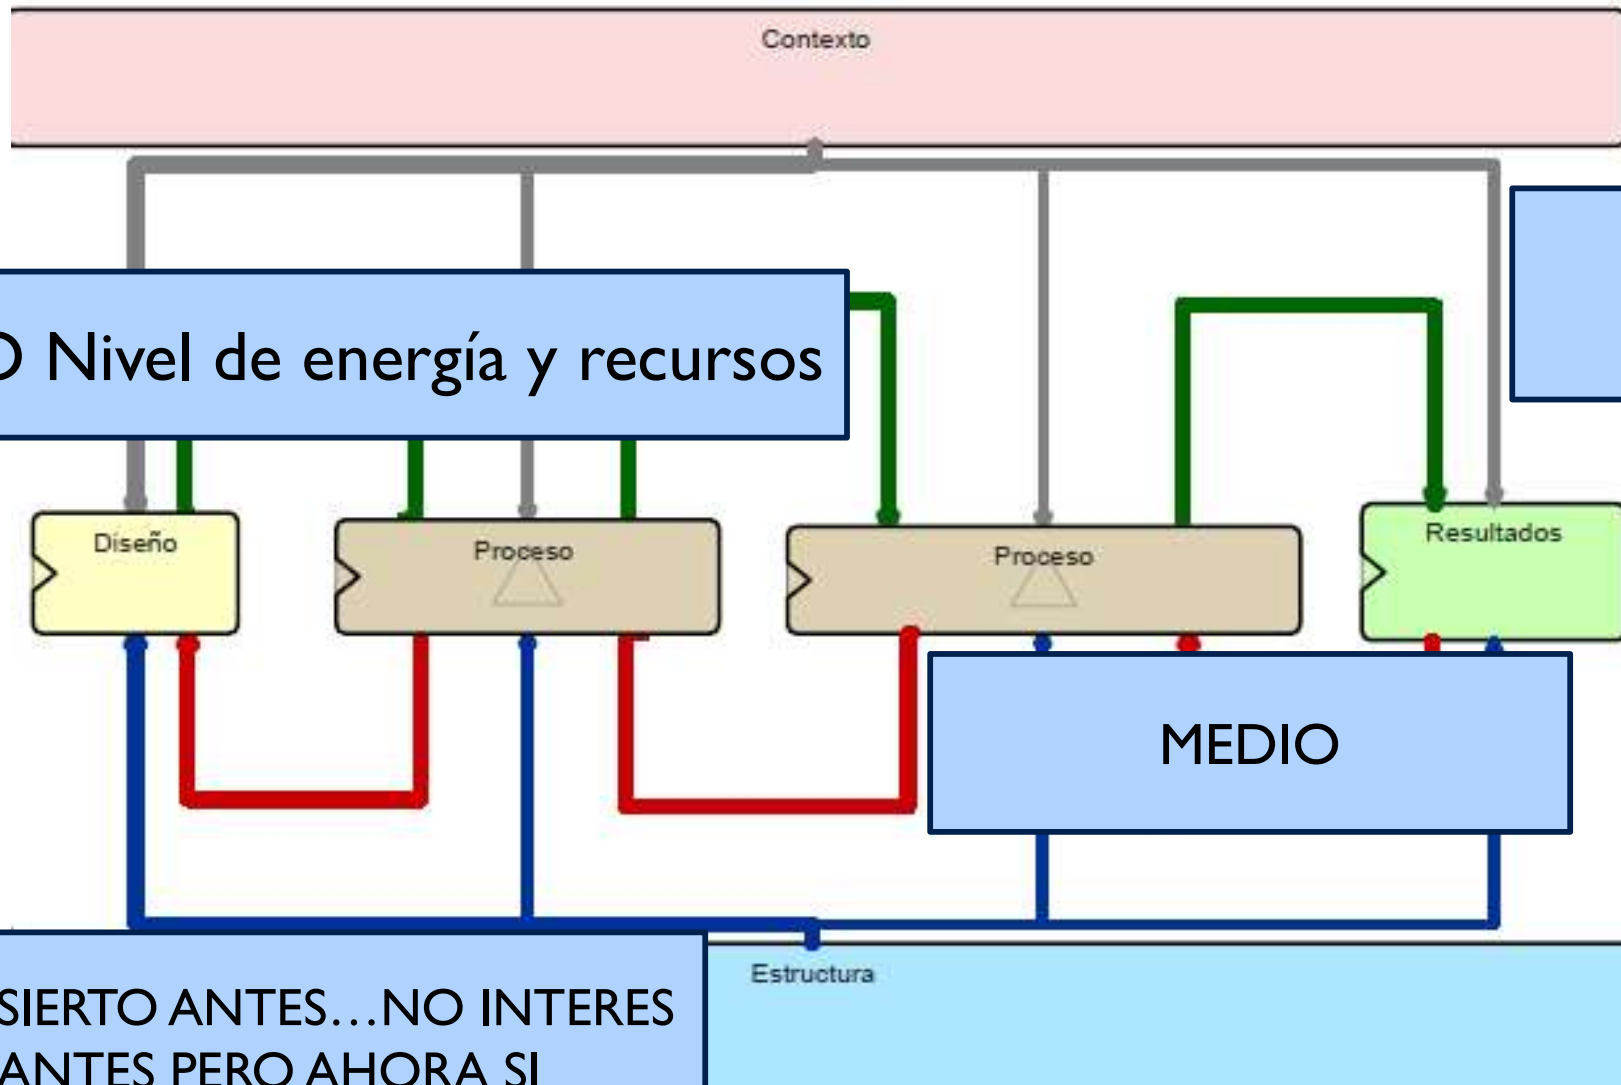 Contexto
O Nivel de energía y recursos
Diseño
Proceso
Proceso
Resultados
MEDIO
Estructura
SIERTO ANTES…NO INTERES
ANTES PERO AHORA SI